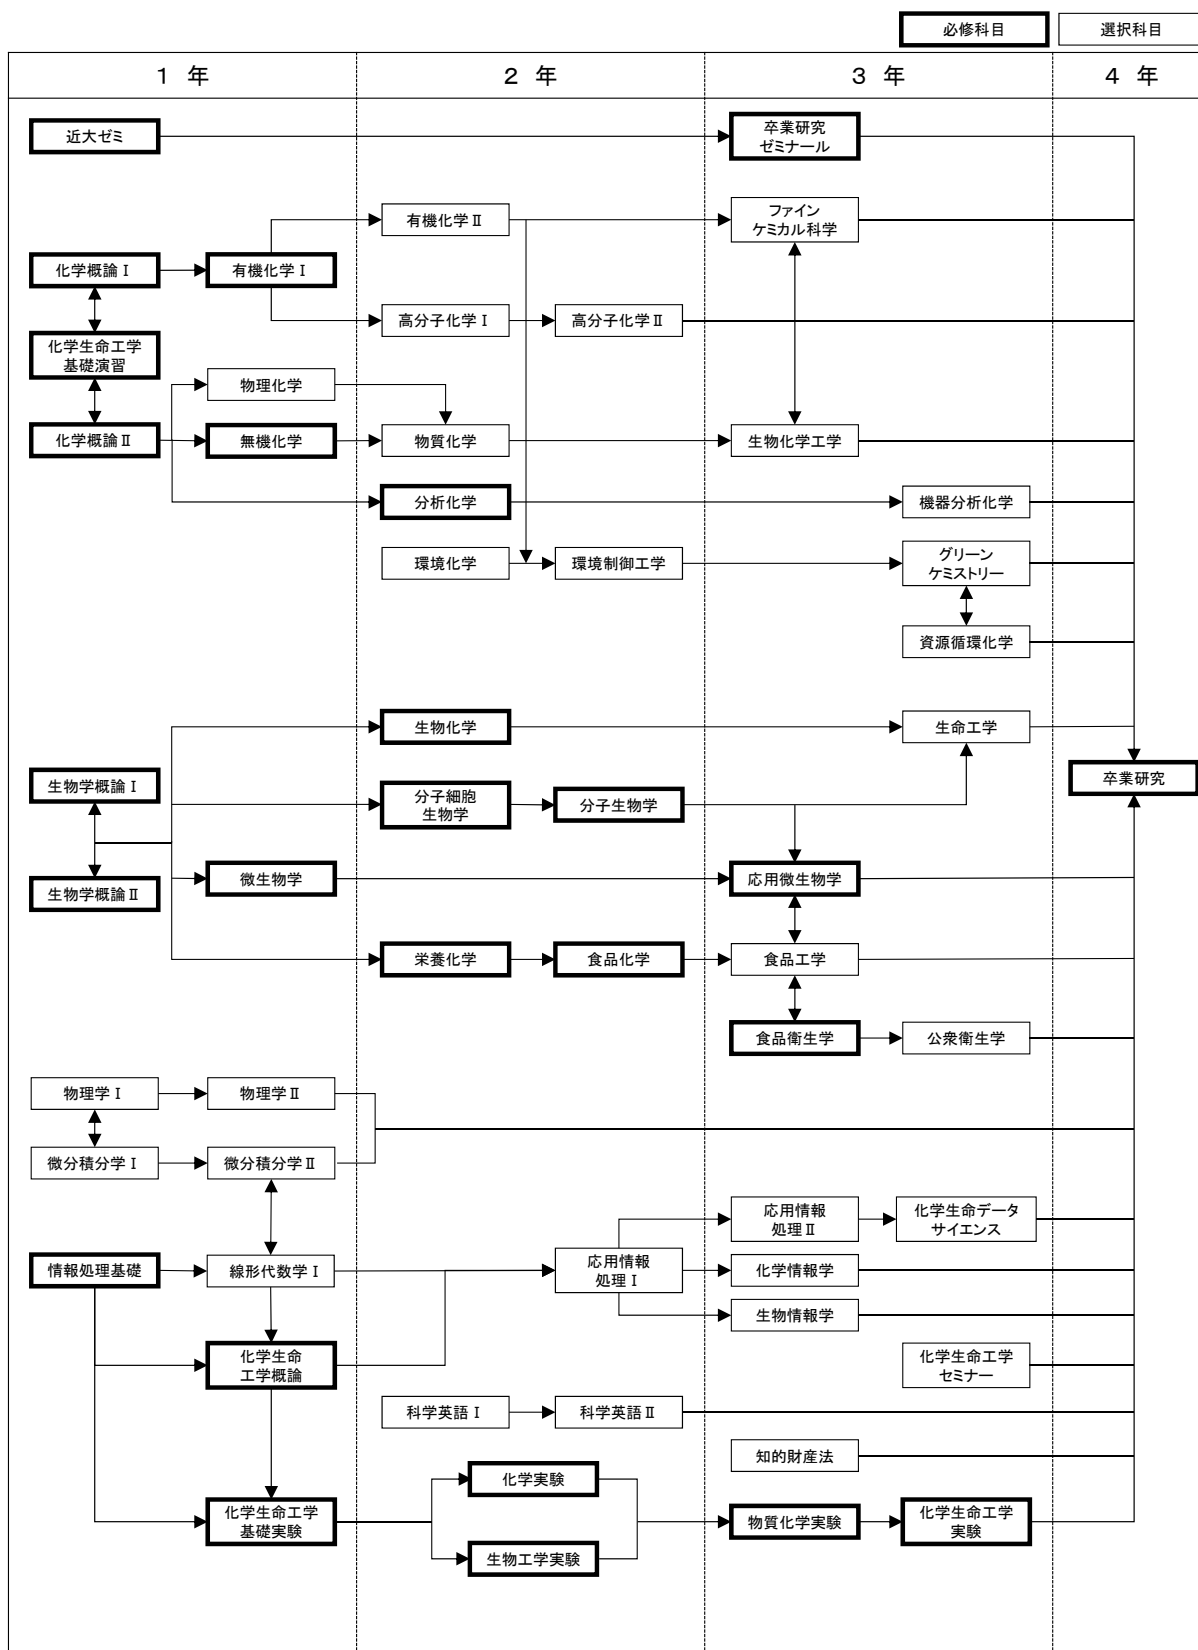 必修科目
選択科目
1 年
2 年
3 年
4 年
近大ゼミ
卒業研究
ゼミナール
有機化学Ⅱ
ファイン
ケミカル科学
化学概論Ⅰ
有機化学Ⅰ
高分子化学Ⅰ
高分子化学Ⅱ
化学生命工学
基礎演習
物理化学
化学概論Ⅱ
無機化学
物質化学
生物化学工学
分析化学
機器分析化学
環境化学
環境制御工学
グリーン
ケミストリー
資源循環化学
生物化学
生命工学
生物学概論Ⅰ
分子細胞
生物学
分子生物学
卒業研究
生物学概論Ⅱ
微生物学
応用微生物学
栄養化学
食品化学
食品工学
食品衛生学
公衆衛生学
物理学Ⅰ
物理学Ⅱ
微分積分学Ⅰ
微分積分学Ⅱ
応用情報
処理Ⅱ
化学生命データ
サイエンス
情報処理基礎
線形代数学Ⅰ
応用情報
処理Ⅰ
化学情報学
生物情報学
化学生命
工学概論
化学生命工学
セミナー
科学英語Ⅰ
科学英語Ⅱ
知的財産法
化学実験
化学生命工学
基礎実験
物質化学実験
化学生命工学
実験
生物工学実験